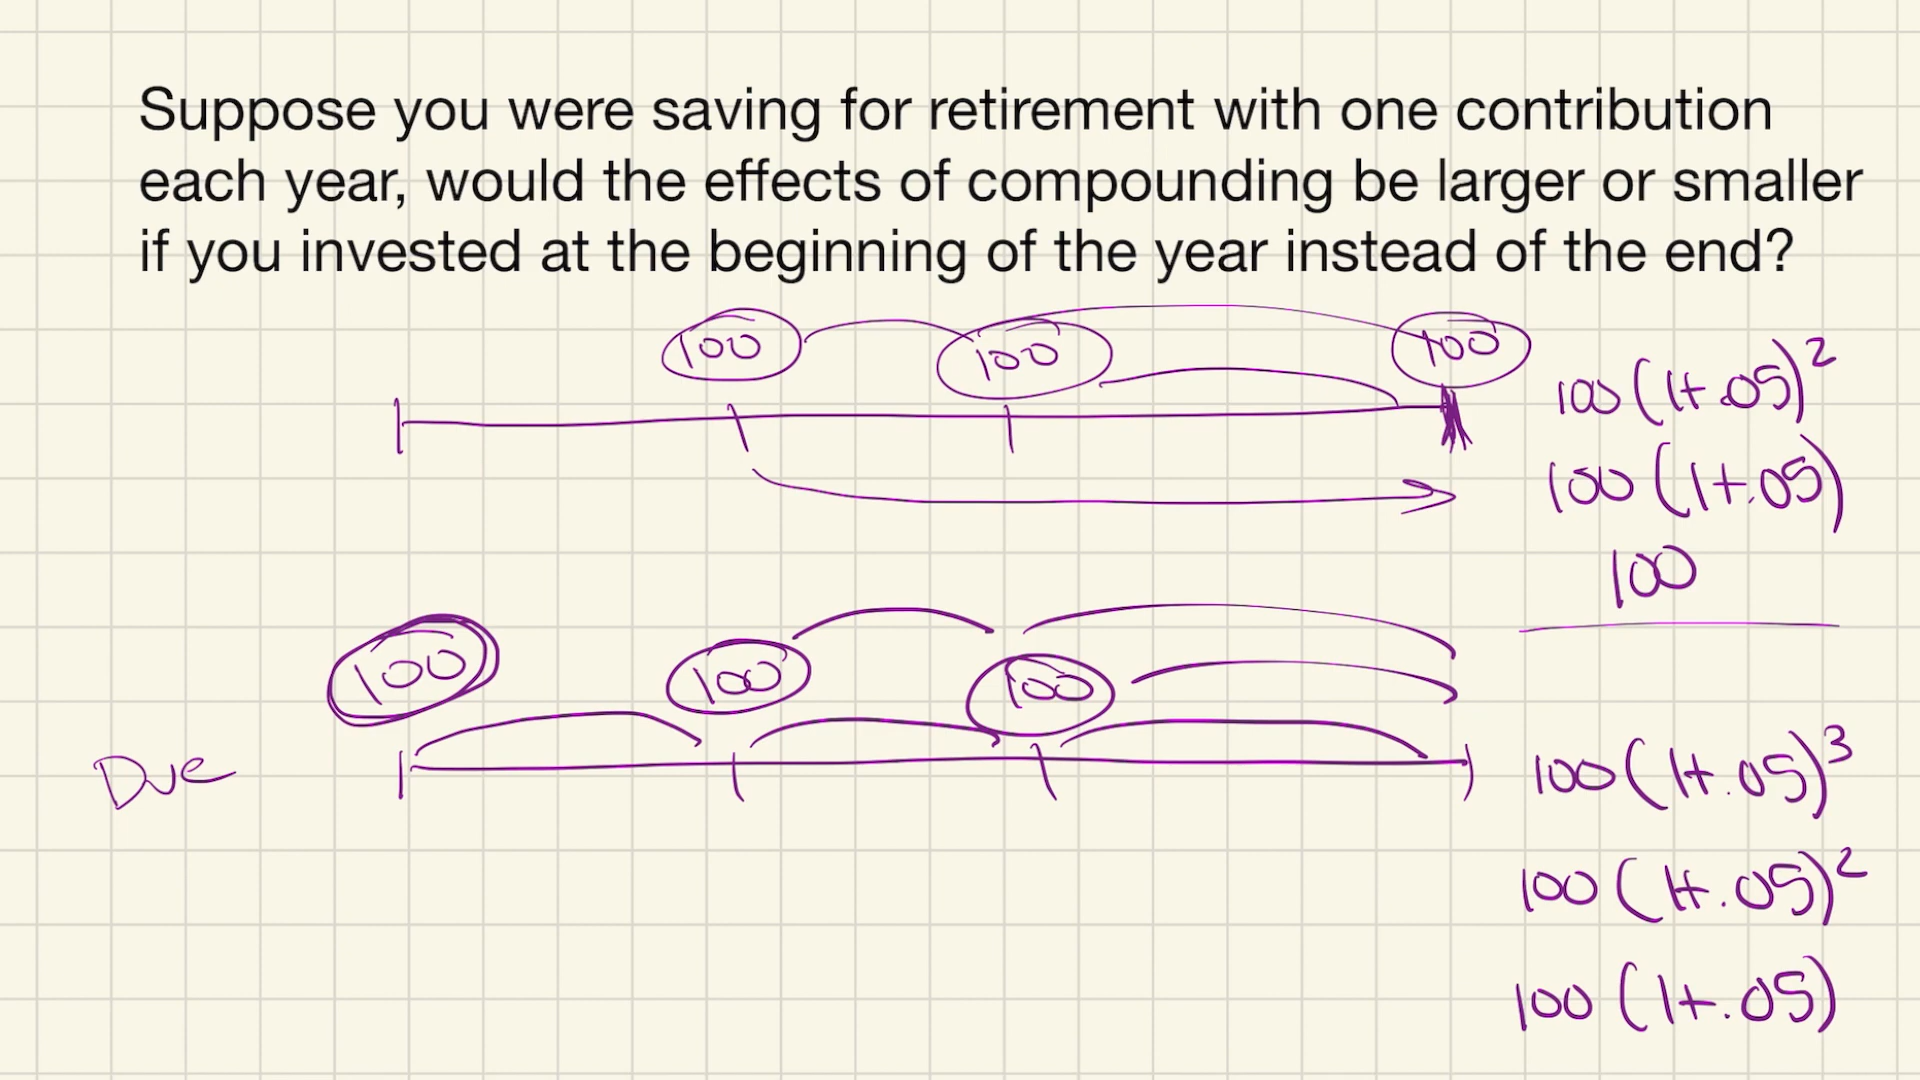 Suppose you were saving for retirement with one contribution
each year, would the effects of compounding be larger or smaller
if you invested at the beginning of the year instead of the end?
100 100 100
100(1+.05)^2
100(1+.05)
100
100 100 100
Due
100(1+.05)^3
100(1+.05)^2
100(1+.05)